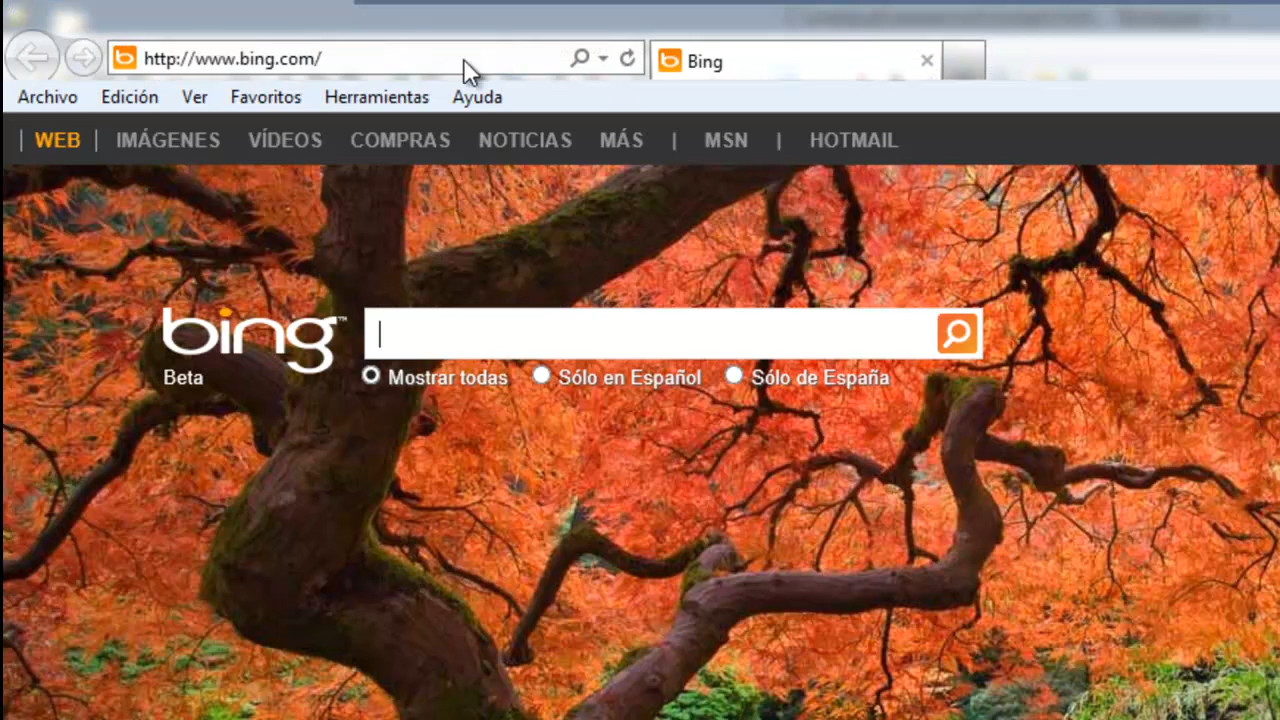 http://www.bing.com/ Bing
Archivo Edición Ver Favoritos Herramientas Ayuda
| WEB | IMÁGENES VÍDEOS COMPRAS NOTICIAS MÁS | MSN | HOTMAIL
bing™
Beta Mostrar todas Sólo en Español Sólo de España